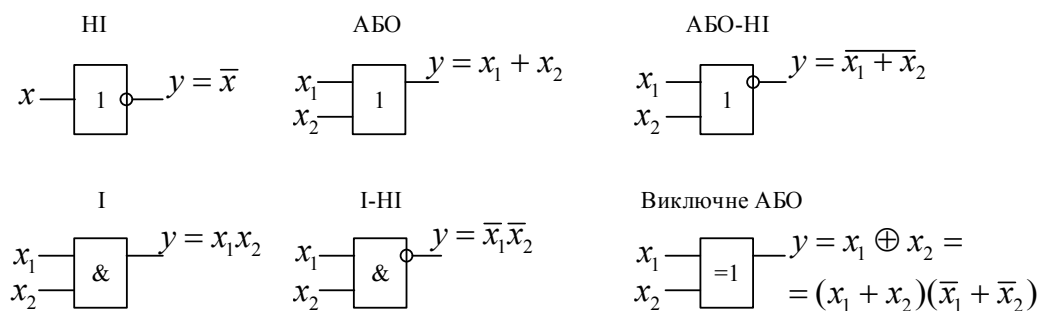 НІ
x 1 y = x̄
АБО
x₁ x₂ 1 y = x₁ + x₂
АБО-НІ
x₁ x₂ 1 y = \overline{x₁ + x}₂
І
x₁ x₂ & y = x₁x₂
І-НІ
x₁ x₂ & y = x̄₁x̄₂
Виключне АБО
x₁ x₂ =1 y = x₁ ⊕ x₂ =
= (x₁ + x₂)(x̄₁ + x̄₂)